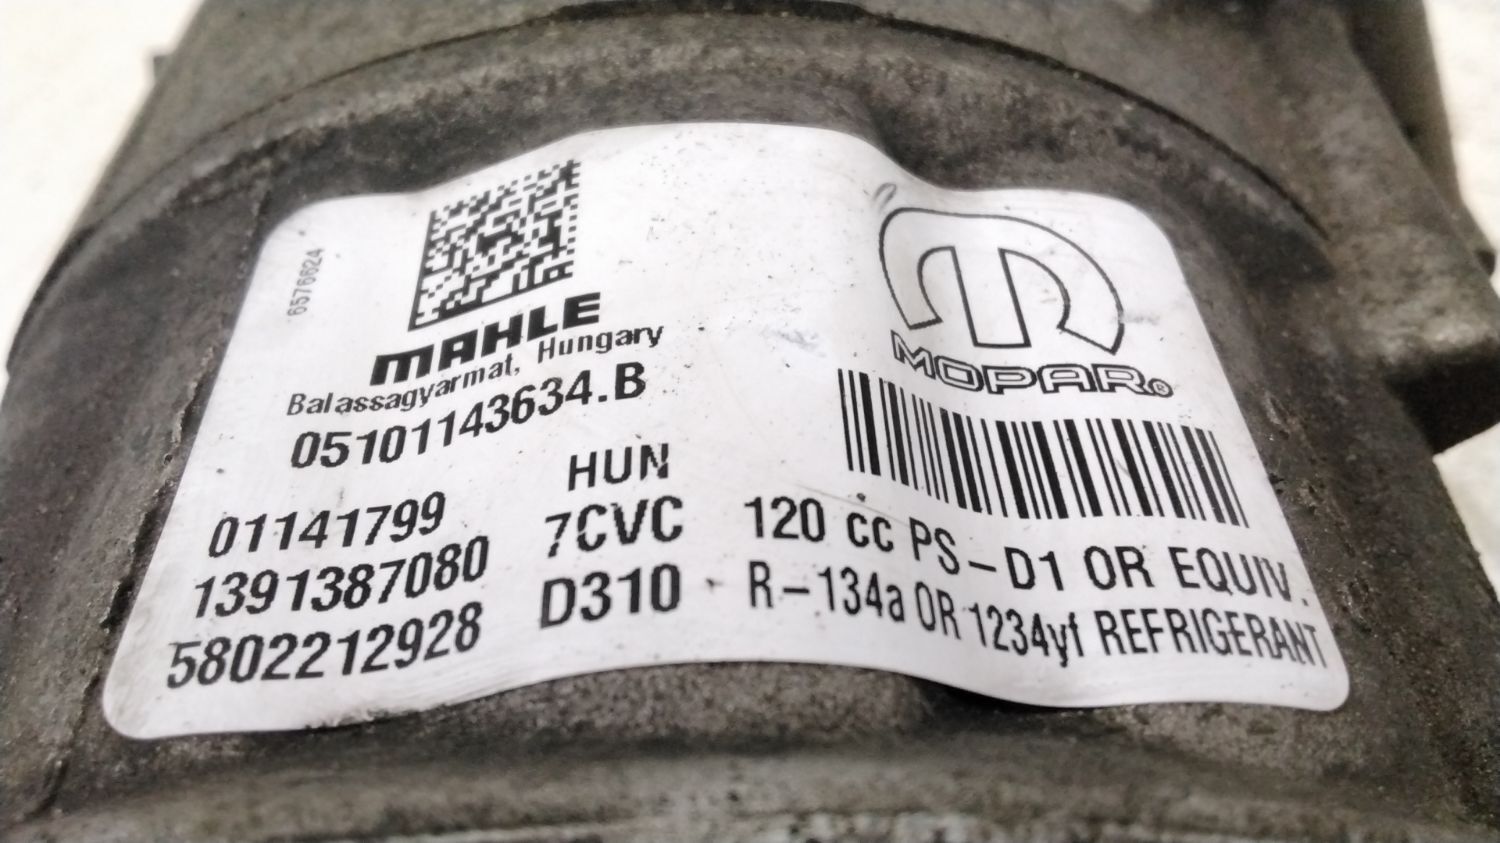 6576624
MAHLE
Balassagyarmat, Hungary
05101143634.B
HUN
01141799
7CVC
1391387080
D310
5802212928
MOPAR®
120 cc PS-D1 OR EQUIV.
R-134a OR 1234yf REFRIGERANT